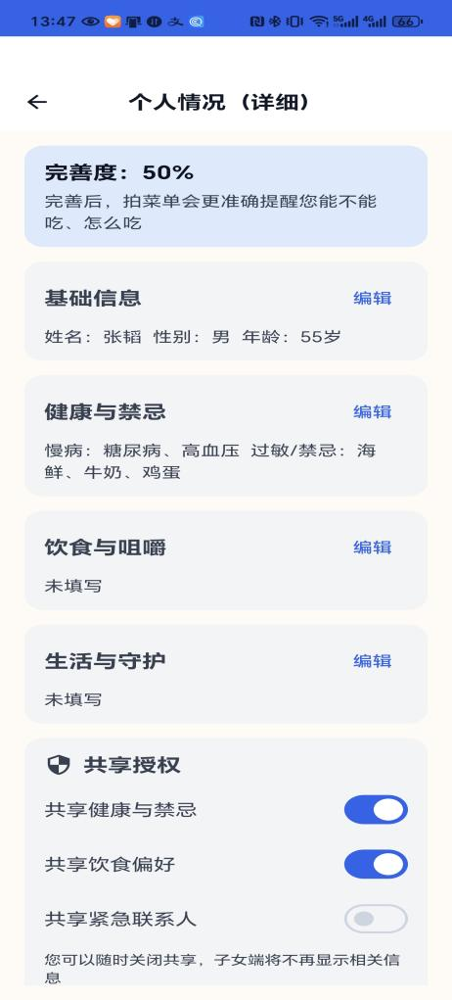 13:47 5G 4G 66
个人情况（详细）
完善度：50%
完善后，拍菜单会更准确提醒您能不能
吃、怎么吃
基础信息 编辑
姓名：张韬 性别：男 年龄：55岁
健康与禁忌 编辑
慢病：糖尿病、高血压 过敏/禁忌：海
鲜、牛奶、鸡蛋
饮食与咀嚼 编辑
未填写
生活与守护 编辑
未填写
共享授权
共享健康与禁忌
共享饮食偏好
共享紧急联系人
您可以随时关闭共享，子女端将不再显示相关信
息